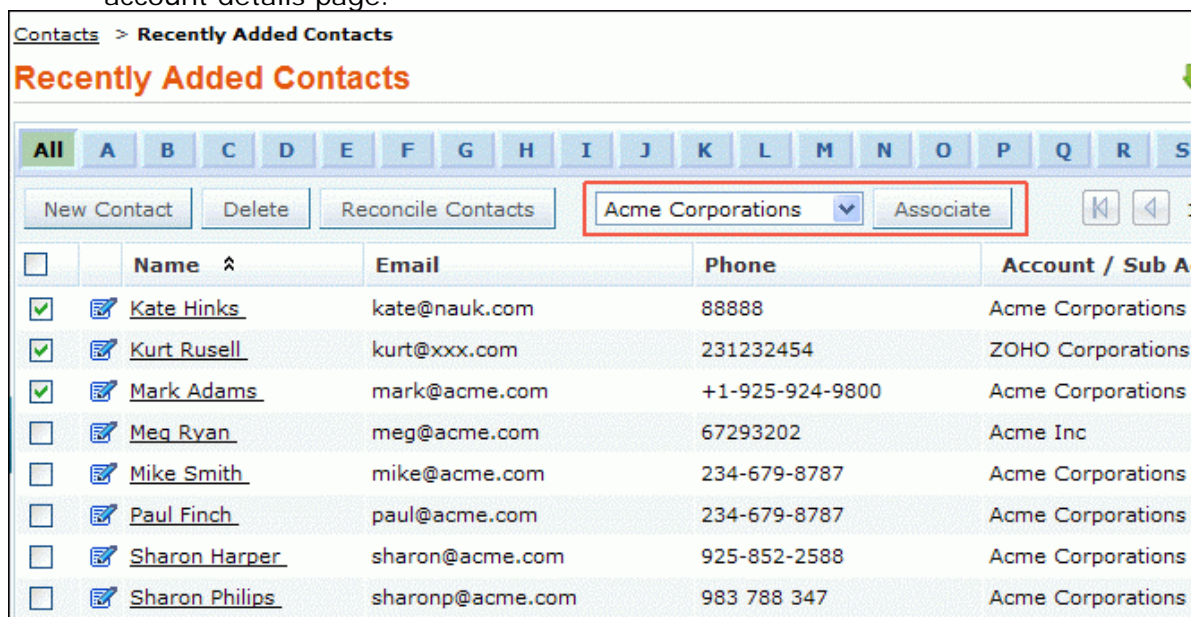 account details page.
Contacts > Recently Added Contacts
Recently Added Contacts
All A B C D E F G H I J K L M N O P Q R S
New Contact Delete Reconcile Contacts Acme Corporations Associate
Name Email Phone Account / Sub A
Kate Hinks kate@nauk.com 88888 Acme Corporations
Kurt Rusell kurt@xxx.com 231232454 ZOHO Corporations
Mark Adams mark@acme.com +1-925-924-9800 Acme Corporations
Meg Ryan meg@acme.com 67293202 Acme Inc
Mike Smith mike@acme.com 234-679-8787 Acme Corporations
Paul Finch paul@acme.com 234-679-8787 Acme Corporations
Sharon Harper sharon@acme.com 925-852-2588 Acme Corporations
Sharon Philips sharonp@acme.com 983 788 347 Acme Corporations